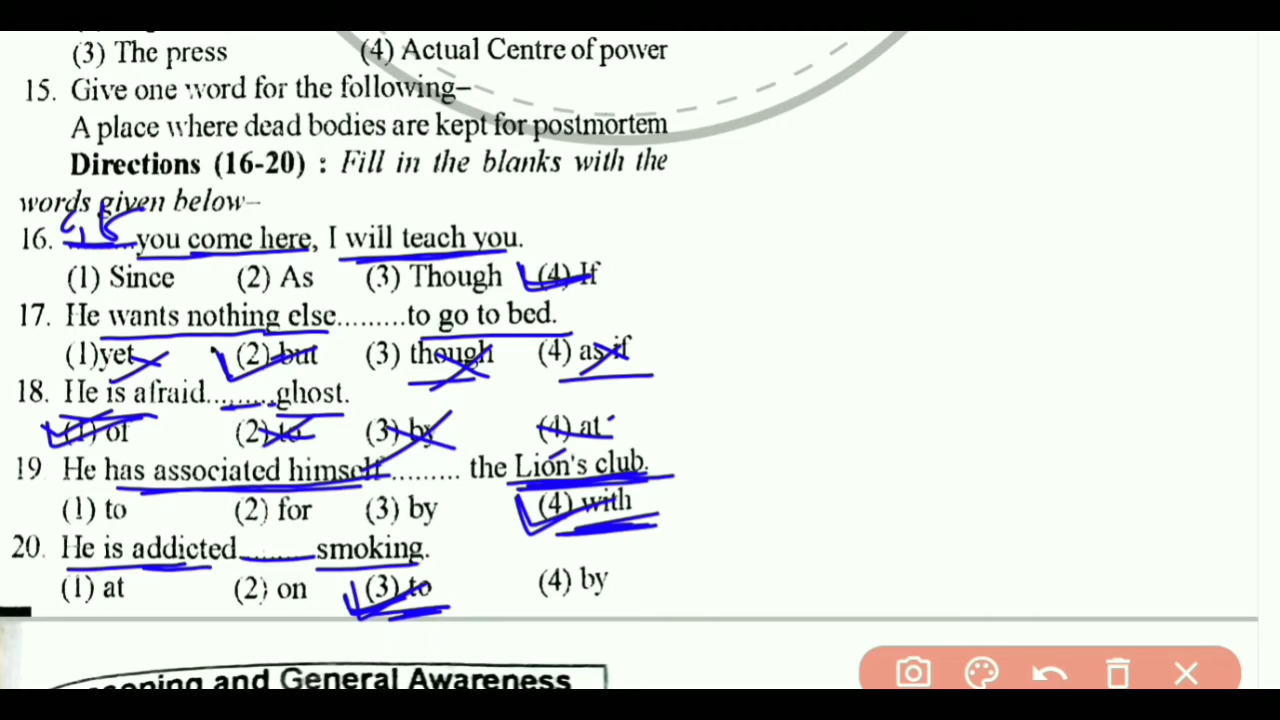 (3) The press (4) Actual Centre of power
15. Give one word for the following–
A place where dead bodies are kept for postmortem
Directions (16-20) : Fill in the blanks with the
words given below–
If
16. ........you come here, I will teach you.
(1) Since (2) As (3) Though (4) If
17. He wants nothing else.........to go to bed.
(1)yet (2) but (3) though (4) as if
18. He is afraid.........ghost.
(1) of (2) to (3) by (4) at
19 He has associated himself ......... the Lion's club.
(1) to (2) for (3) by (4) with
20. He is addicted.........smoking.
(1) at (2) on (3) to (4) by
and General Awareness